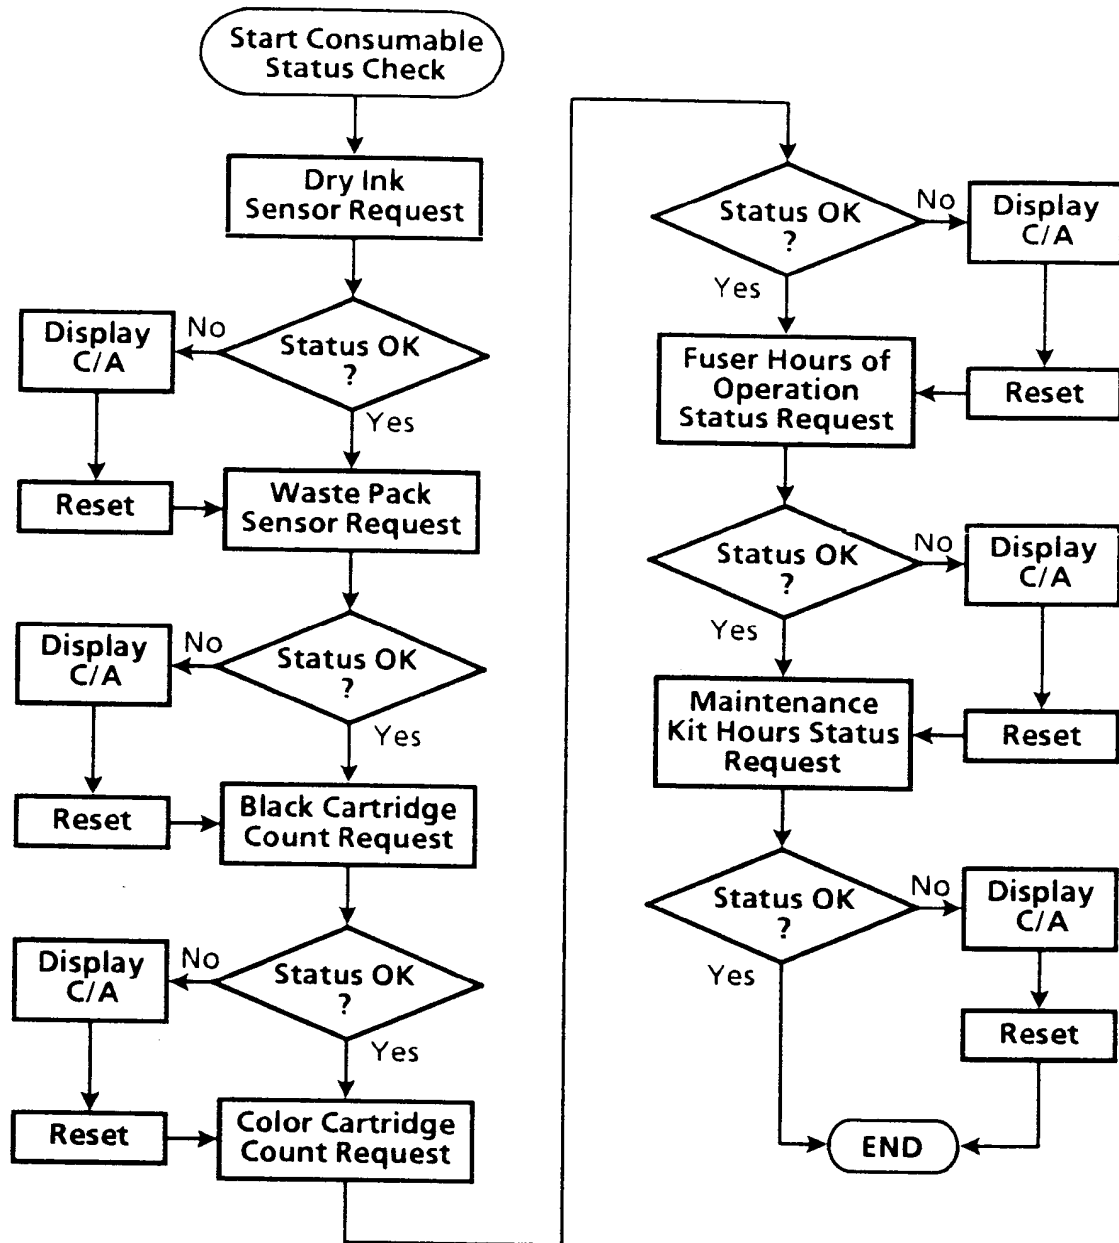 Start Consumable
Status Check
Dry Ink
Sensor Request
Status OK
?
No
Display
C/A
Reset
Yes
Waste Pack
Sensor Request
Status OK
?
No
Display
C/A
Reset
Yes
Black Cartridge
Count Request
Status OK
?
No
Display
C/A
Reset
Yes
Color Cartridge
Count Request
Status OK
?
No
Display
C/A
Reset
Yes
Fuser Hours of
Operation
Status Request
Status OK
?
No
Display
C/A
Reset
Yes
Maintenance
Kit Hours Status
Request
Status OK
?
No
Display
C/A
Reset
Yes
END